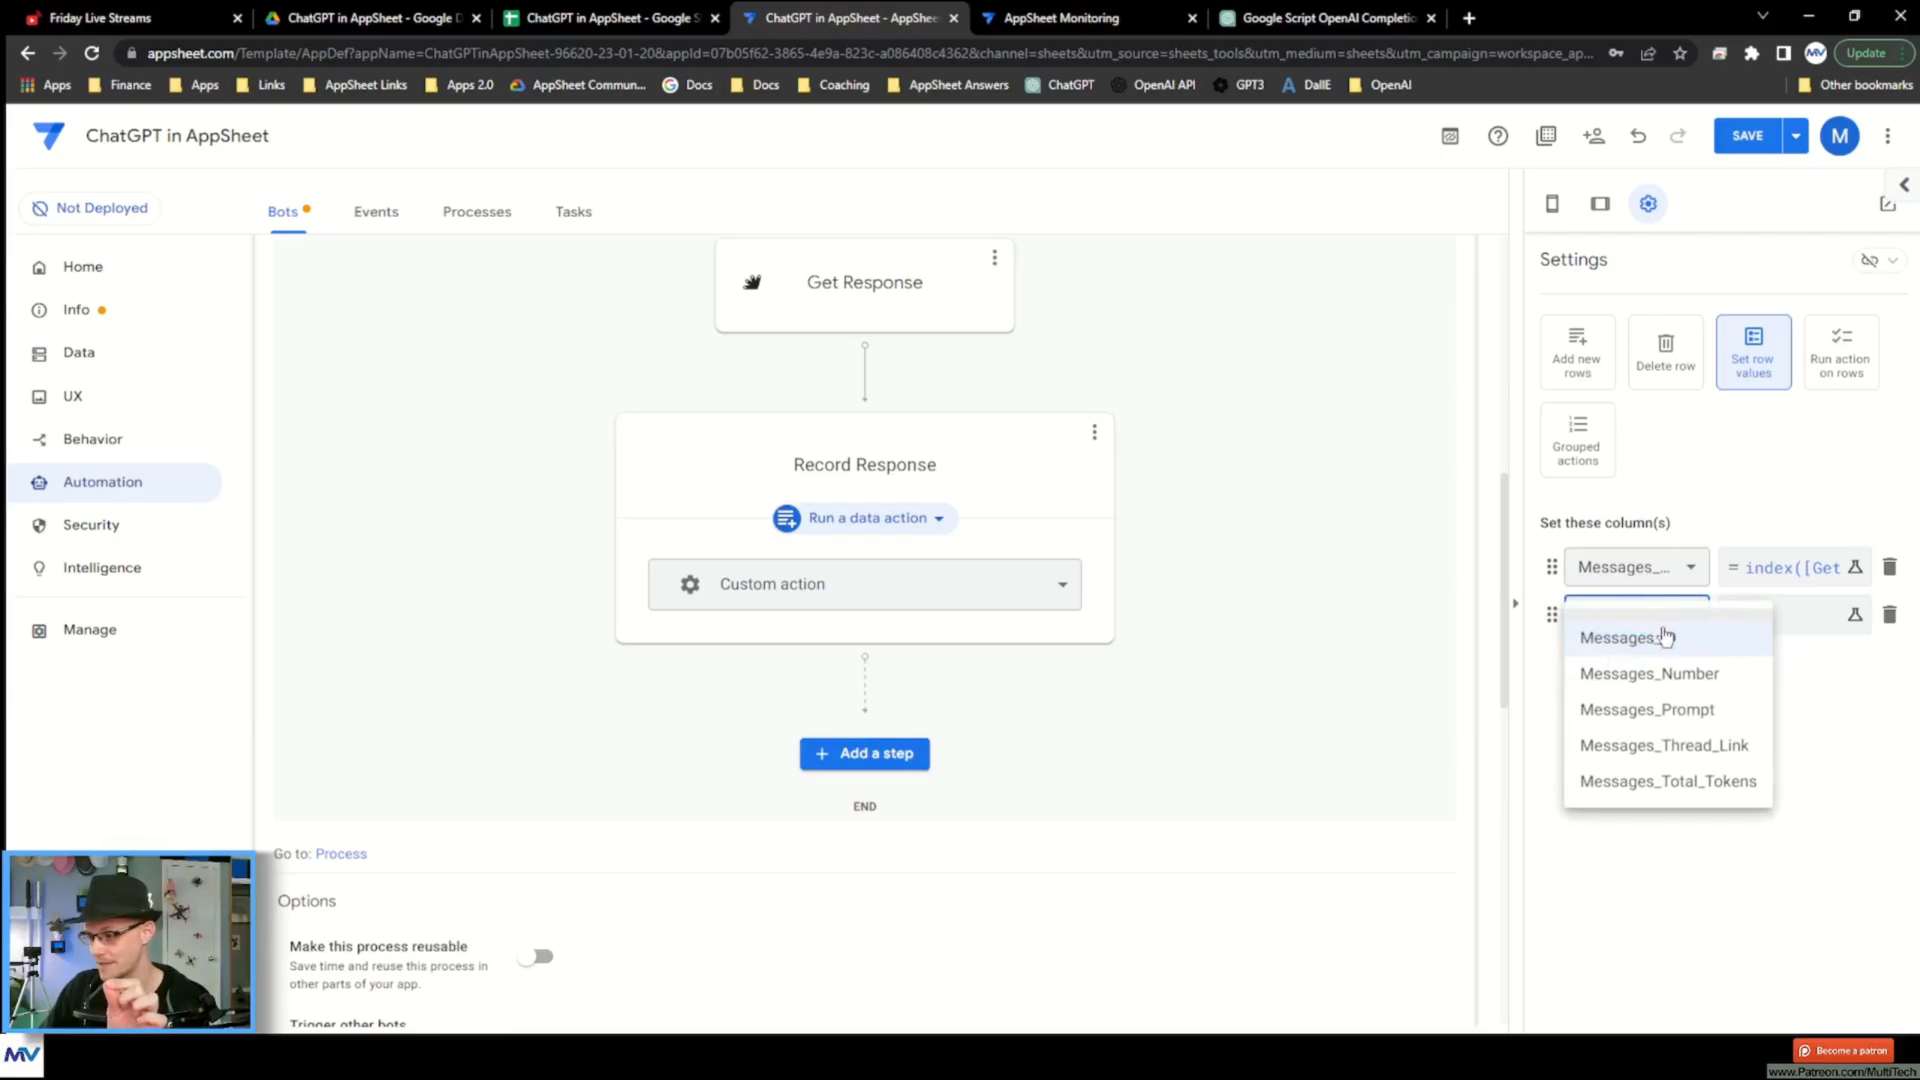 Friday Live Streams
ChatGPT in AppSheet - Google D
ChatGPT in AppSheet - Google S
ChatGPT in AppSheet - AppShee
AppSheet Monitoring
Google Script OpenAI Completio
appsheet.com/Template/AppDef?appName=ChatGPTinAppSheet-96620-23-01-20&appId=07b05f62-3865-4e9a-823c-a086408c4362&channel=sheets&utm_source=sheets_tools&utm_medium=sheets&utm_campaign=workspace_ap...
Update
Apps
Finance
Apps
Links
AppSheet Links
Apps 2.0
AppSheet Commun...
Docs
Docs
Coaching
AppSheet Answers
ChatGPT
OpenAI API
GPT3
DallE
OpenAI
Other bookmarks
ChatGPT in AppSheet
SAVE
M
Not Deployed
Bots
Events
Processes
Tasks
Home
Info
Data
UX
Behavior
Automation
Security
Intelligence
Manage
Get Response
Record Response
Run a data action
Custom action
+ Add a step
END
Go to: Process
Options
Make this process reusable
Save time and reuse this process in
other parts of your app.
Trigger other bots
Settings
Add new
rows
Delete row
Set row
values
Run action
on rows
Grouped
actions
Set these column(s)
Messages_...
= index([Get
Messages_
Messages_Number
Messages_Prompt
Messages_Thread_Link
Messages_Total_Tokens
MV
Become a patron
www.Patreon.com/MultiTech